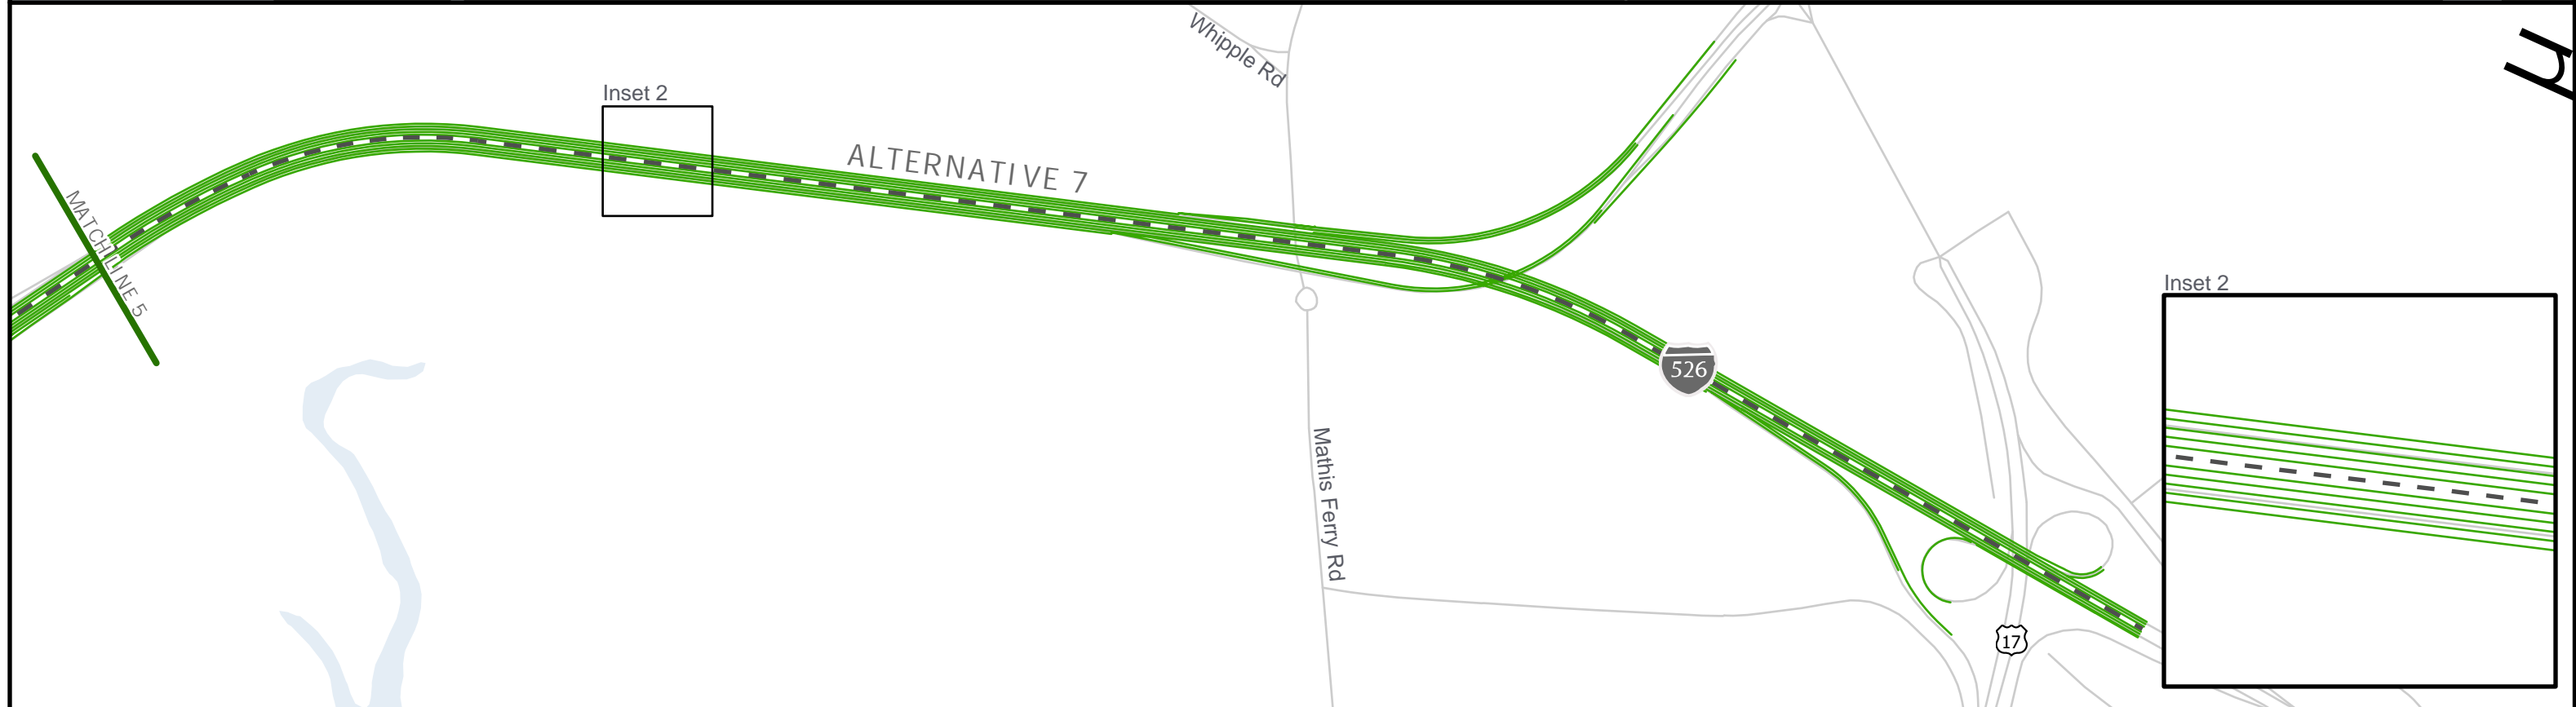 Whipple Rd
Inset 2
ALTERNATIVE 7
MATCHLINE 5
Inset 2
526
Mathis Ferry Rd
17